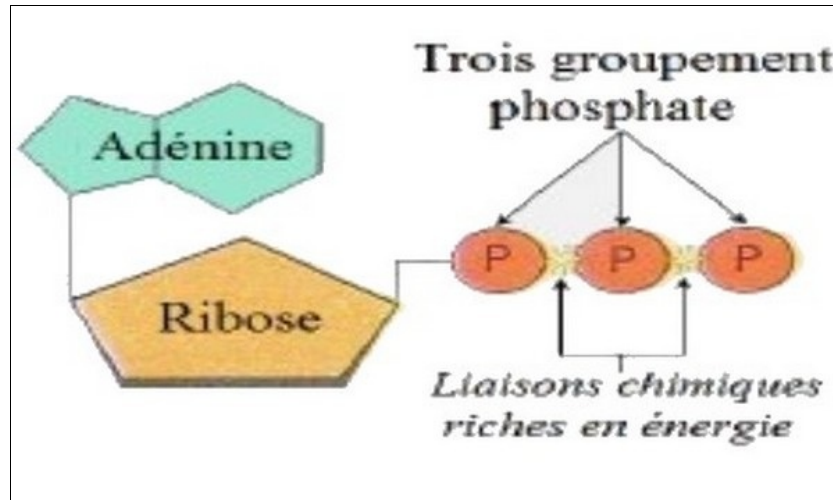 Trois groupement
phosphate
Adénine
P P P
Ribose
Liaisons chimiques
riches en énergie